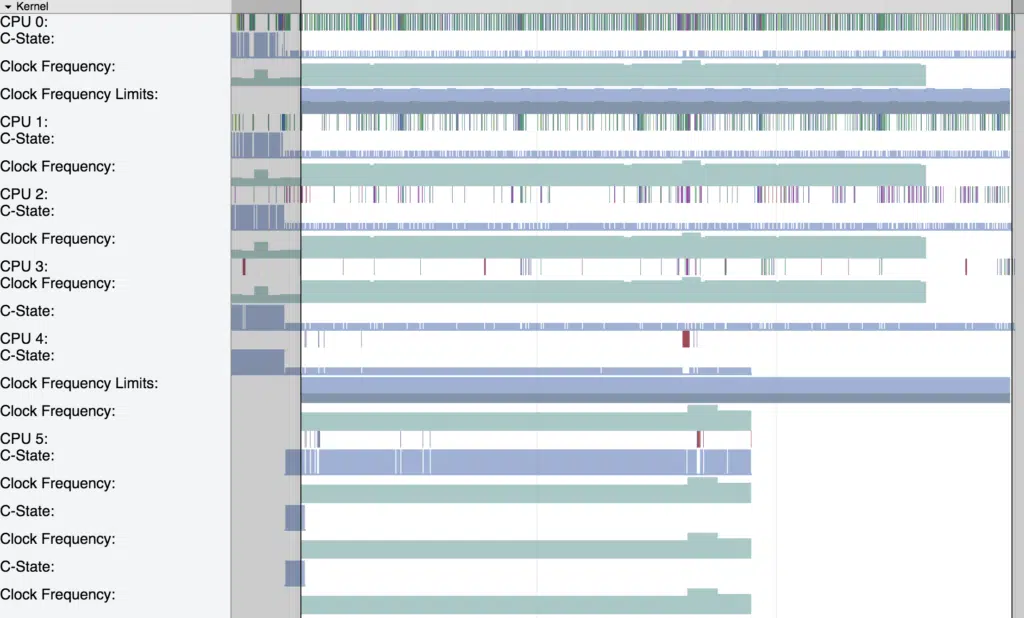 Kernel
CPU 0:
C-State:
Clock Frequency:
Clock Frequency Limits:
CPU 1:
C-State:
Clock Frequency:
CPU 2:
C-State:
Clock Frequency:
CPU 3:
Clock Frequency:
C-State:
CPU 4:
C-State:
Clock Frequency Limits:
Clock Frequency:
CPU 5:
C-State:
Clock Frequency:
C-State:
Clock Frequency:
C-State:
Clock Frequency: